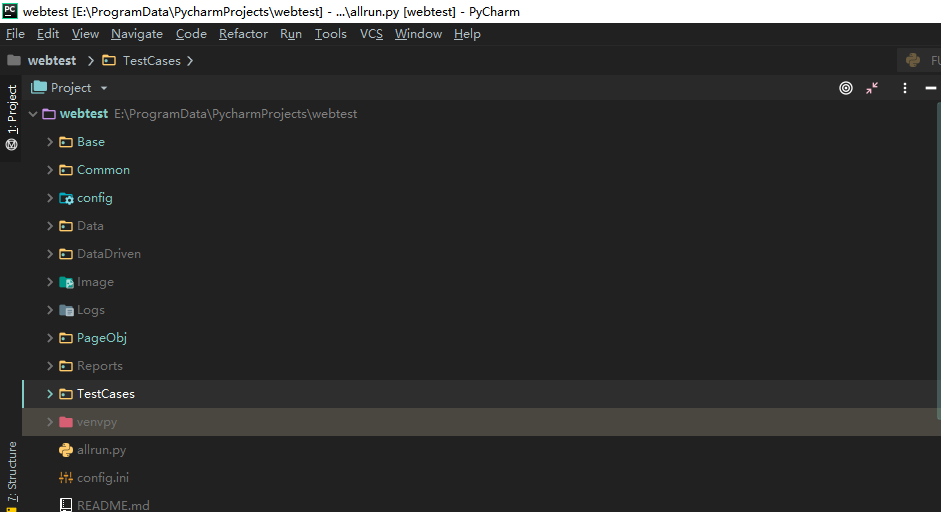 PC webtest [E:\ProgramData\PycharmProjects\webtest] - ...\allrun.py [webtest] - PyCharm
File Edit View Navigate Code Refactor Run Tools VCS Window Help
webtest TestCases FU
1: Project
Project
webtest E:\ProgramData\PycharmProjects\webtest
Base
Common
config
Data
DataDriven
Image
Logs
PageObj
Reports
TestCases
venvpy
allrun.py
config.ini
README.md
7: Structure